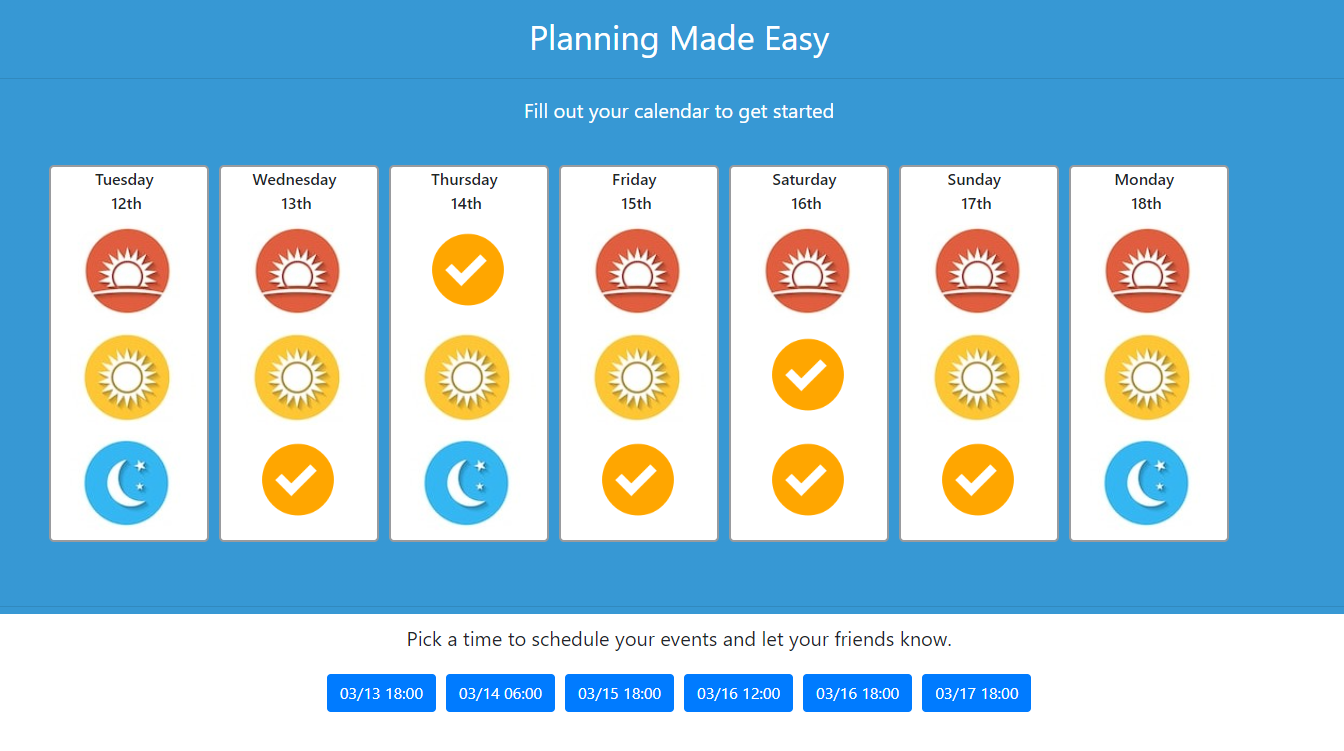 Planning Made Easy
Fill out your calendar to get started
Tuesday
12th
Wednesday
13th
Thursday
14th
Friday
15th
Saturday
16th
Sunday
17th
Monday
18th
Pick a time to schedule your events and let your friends know.
03/13 18:00 03/14 06:00 03/15 18:00 03/16 12:00 03/16 18:00 03/17 18:00